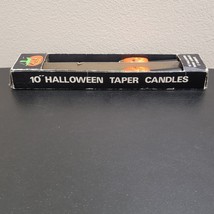 10" HALLOWEEN TAPER CANDLES